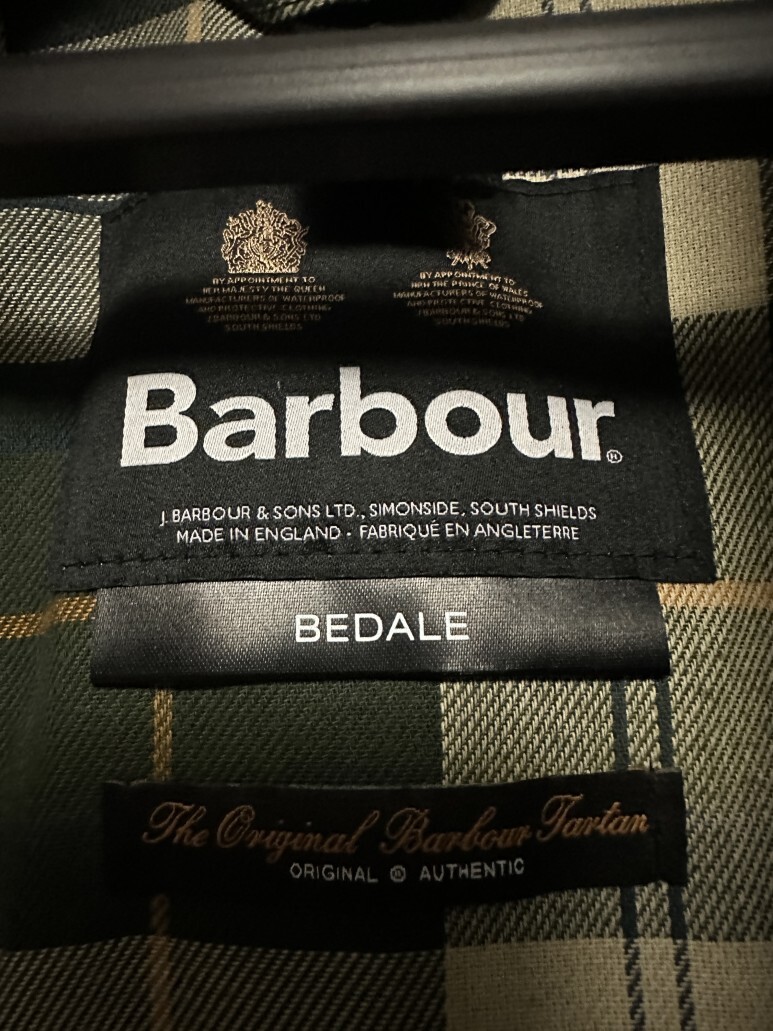 BY APPOINTMENT TO
HER MAJESTY THE QUEEN
MANUFACTURERS OF WATERPROOF
AND PROTECTIVE CLOTHING
J.BARBOUR & SONS LTD
SOUTH SHIELDS
BY APPOINTMENT TO
HRH THE PRINCE OF WALES
MANUFACTURERS OF WATERPROOF
AND PROTECTIVE CLOTHING
J.BARBOUR & SONS LTD
SOUTH SHIELDS
Barbour®
J. BARBOUR & SONS LTD., SIMONSIDE, SOUTH SHIELDS
MADE IN ENGLAND · FABRIQUÉ EN ANGLETERRE
BEDALE
The Original Barbour Tartan
ORIGINAL ® AUTHENTIC